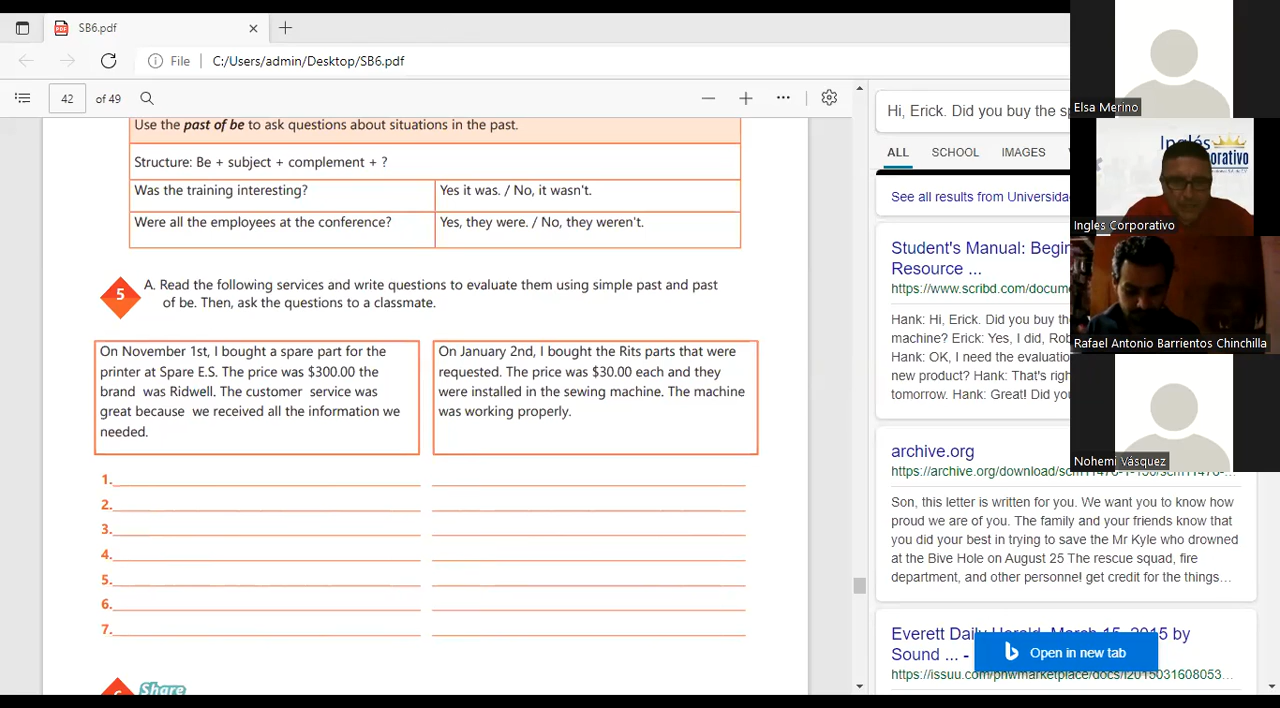 SB6.pdf
File C:/Users/admin/Desktop/SB6.pdf
42 of 49
Use the past of be to ask questions about situations in the past.
Structure: Be + subject + complement + ?
Was the training interesting? Yes it was. / No, it wasn't.
Were all the employees at the conference? Yes, they were. / No, they weren't.
5
A. Read the following services and write questions to evaluate them using simple past and past
of be. Then, ask the questions to a classmate.
On November 1st, I bought a spare part for the
printer at Spare E.S. The price was $300.00 the
brand was Ridwell. The customer service was
great because we received all the information we
needed.
On January 2nd, I bought the Rits parts that were
requested. The price was $30.00 each and they
were installed in the sewing machine. The machine
was working properly.
1.
2.
3.
4.
5.
6.
7.
Share
Hi, Erick. Did you buy the
ALL SCHOOL IMAGES
See all results from
Student's Manual:
Resource ...
https://www.scribd.com/
Hank: Hi, Erick. Did you buy
machine? Erick: Yes, I did,
Hank: OK, I need the
new product? Hank: That's
tomorrow. Hank: Great! Did
archive.org
https://archive.org/download/
Son, this letter is written for you. We want you to know how
proud we are of you. The family and your friends know that
you did your best in trying to save the Mr Kyle who drowned
at the Bive Hole on August 25 The rescue squad, fire
department, and other personne! get credit for the things...
Everett Daily Herald, March 15, 2015 by
Sound ... -
Open in new tab
Elsa Merino
Inglés
Ingles Corporativo
Rafael Antonio Barrientos Chinchilla
Nohemi Vásquez